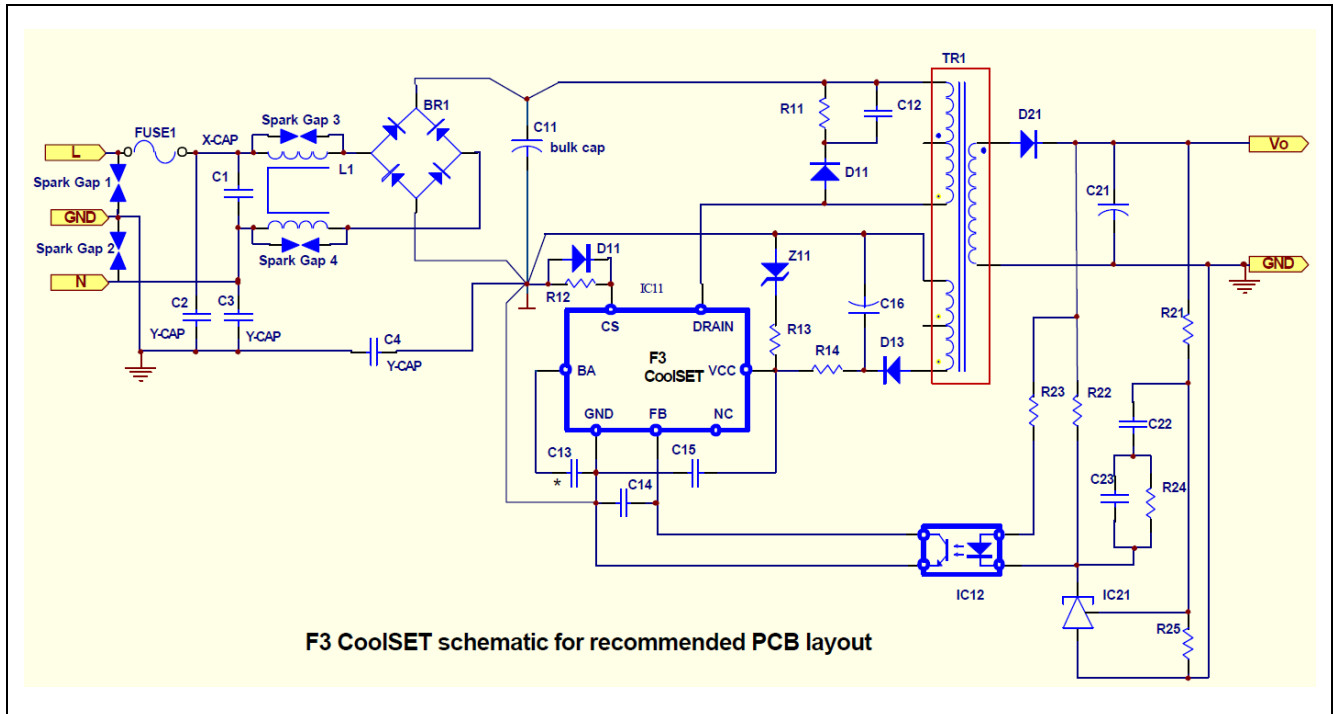 TR1
BR1
R11
C12
Spark Gap 3
D21
FUSE1
C11
X-CAP
bulk cap
L
Vo
L1
D11
Spark Gap 1
C1
C21
GND
Spark Gap 2
D11
Z11
Spark Gap 4
GND
N
IC11
R12
C16
C2
C3
CS
DRAIN
R21
Y-CAP
Y-CAP
C4
R13
R14
D13
F3
CoolSET
BA
VCC
Y-CAP
R23
R22
GND
FB
NC
C22
C13
C15
*
C14
C23
R24
IC12
IC21
R25
F3 CoolSET schematic for recommended PCB layout